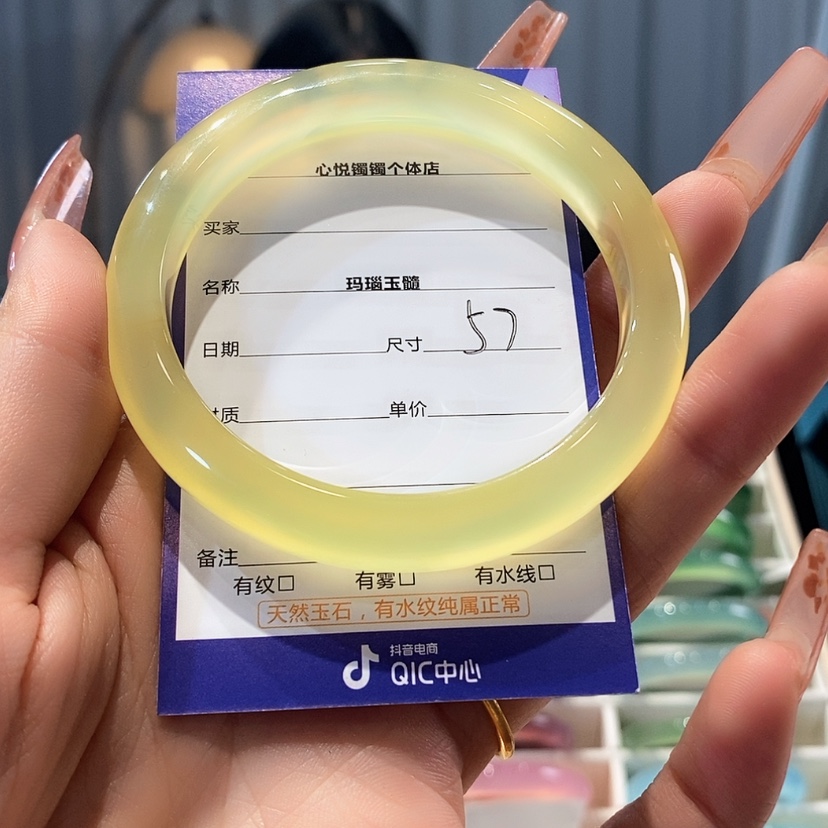 心悦镯镯个体店
买家
名称 玛瑙玉髓
日期 尺寸 57
质 单价
备注
有纹□ 有雾□ 有水线□
天然玉石，有水纹纯属正常
抖音电商
QIC中心